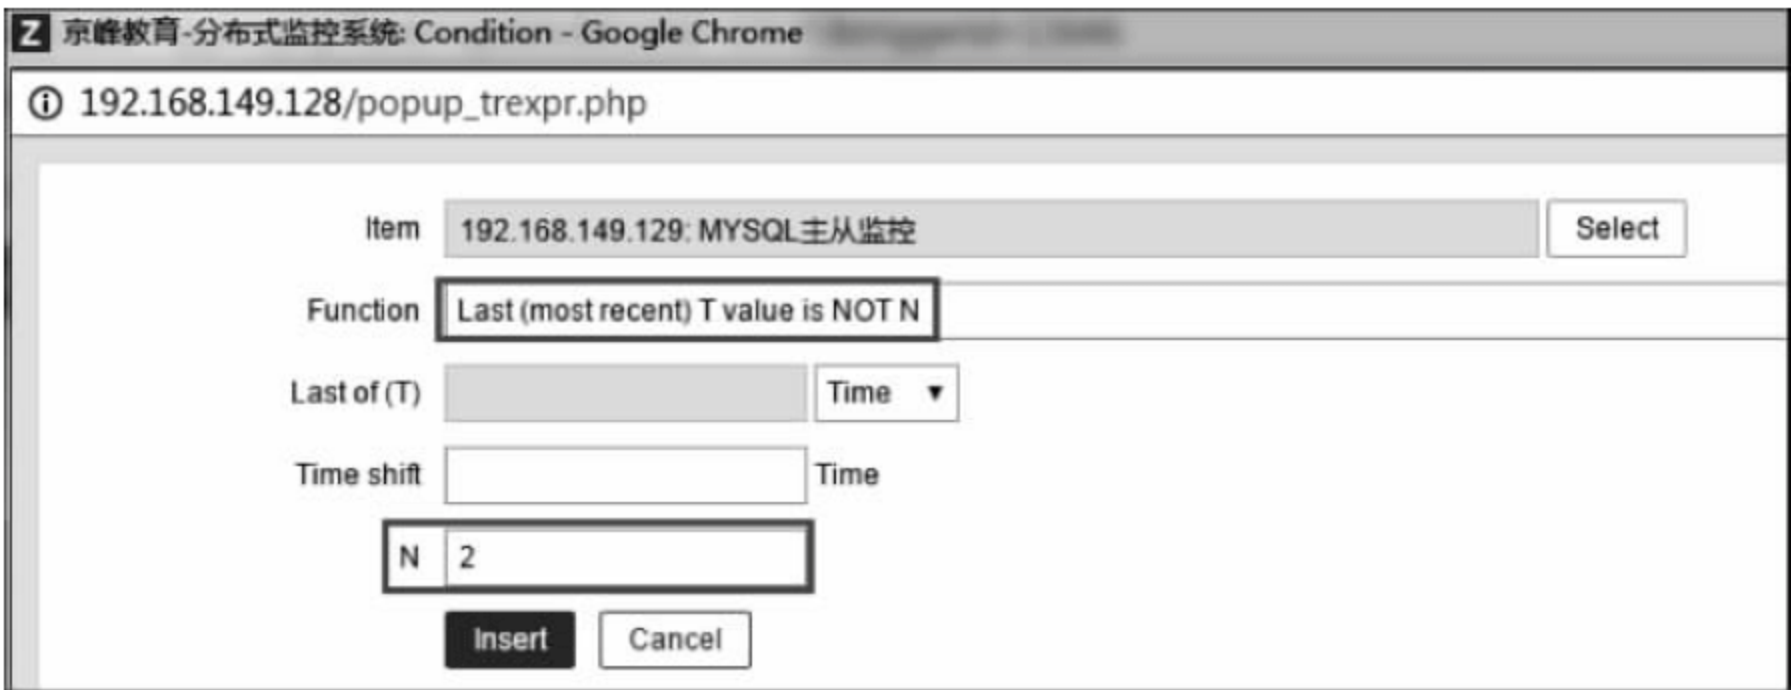 Z 京峰教育-分布式监控系统: Condition - Google Chrome
192.168.149.128/popup_trexpr.php
Item 192.168.149.129: MYSQL主从监控 Select
Function Last (most recent) T value is NOT N
Last of (T) Time
Time shift Time
N 2
Insert Cancel